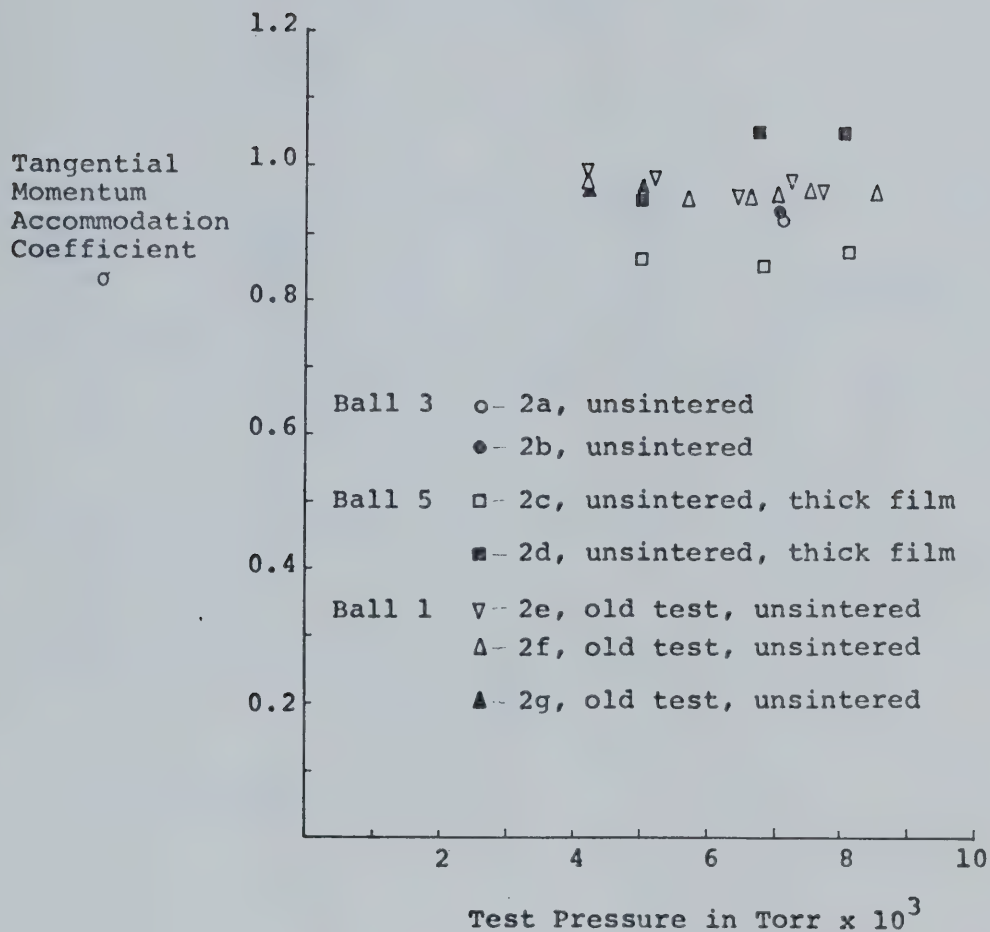 1.2
Tangential
Momentum
Accommodation
Coefficient
σ
1.0
0.8
0.6
0.4
0.2
Ball 3 o- 2a, unsintered
●- 2b, unsintered
Ball 5 □- 2c, unsintered, thick film
■- 2d, unsintered, thick film
Ball 1 ▽-- 2e, old test, unsintered
Δ- 2f, old test, unsintered
▲- 2g, old test, unsintered
2 4 6 8 10
Test Pressure in Torr x 10³